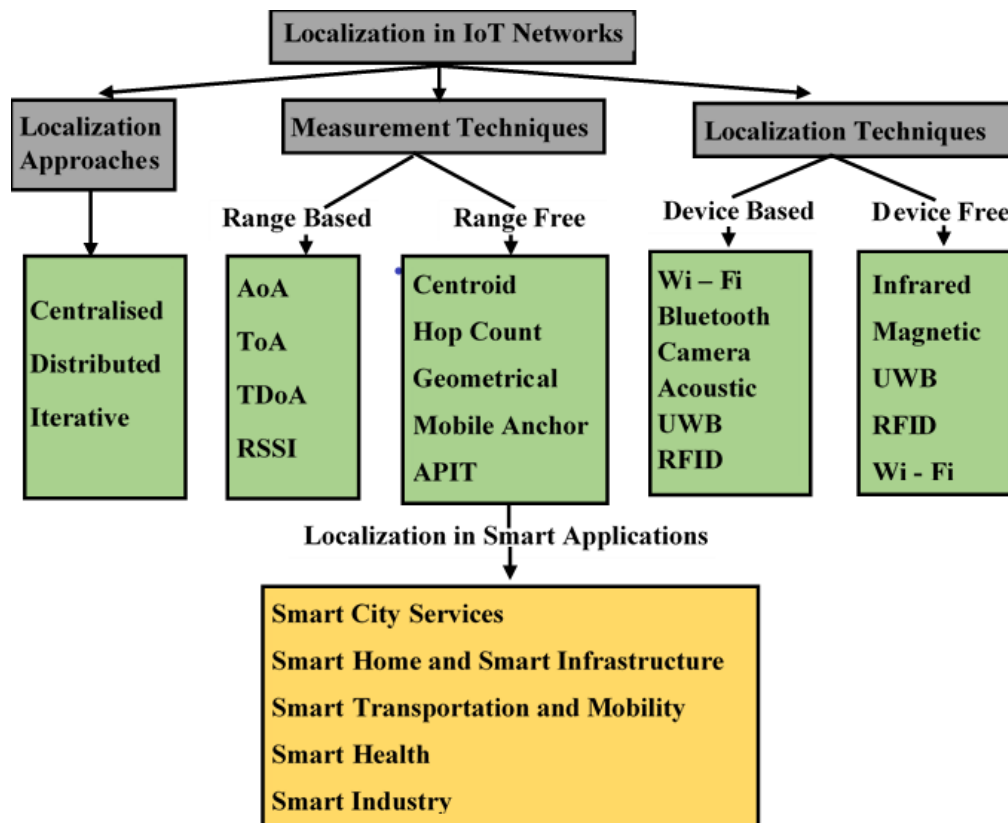 Localization in IoT Networks
Localization
Approaches
Measurement Techniques
Localization Techniques
Range Based
Range Free
Device Based
Device Free
Centralised
Distributed
Iterative
AoA
ToA
TDoA
RSSI
Centroid
Hop Count
Geometrical
Mobile Anchor
APIT
Wi – Fi
Bluetooth
Camera
Acoustic
UWB
RFID
Infrared
Magnetic
UWB
RFID
Wi - Fi
Localization in Smart Applications
Smart City Services
Smart Home and Smart Infrastructure
Smart Transportation and Mobility
Smart Health
Smart Industry